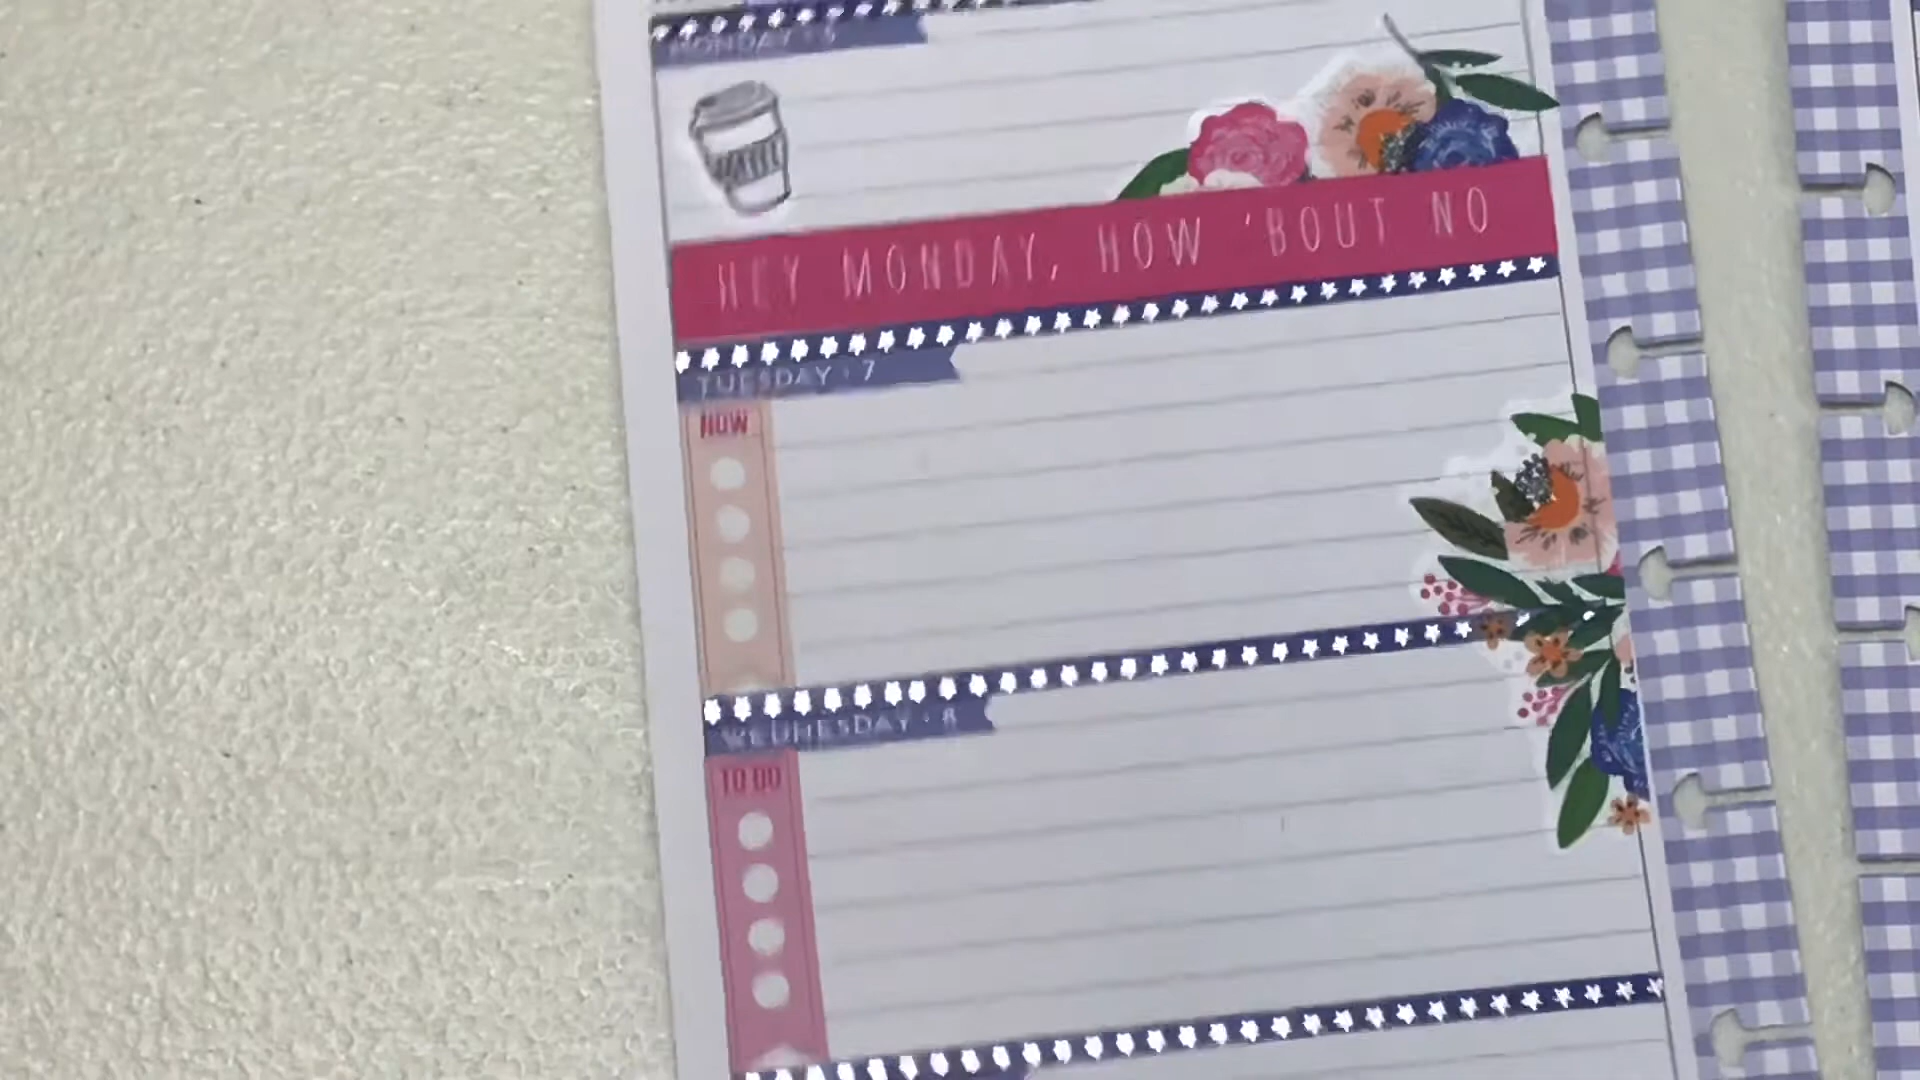 MONDAY
HEY MONDAY, HOW 'BOUT NO
TUESDAY · 7
NOW
WEDNESDAY · 8
TO DO